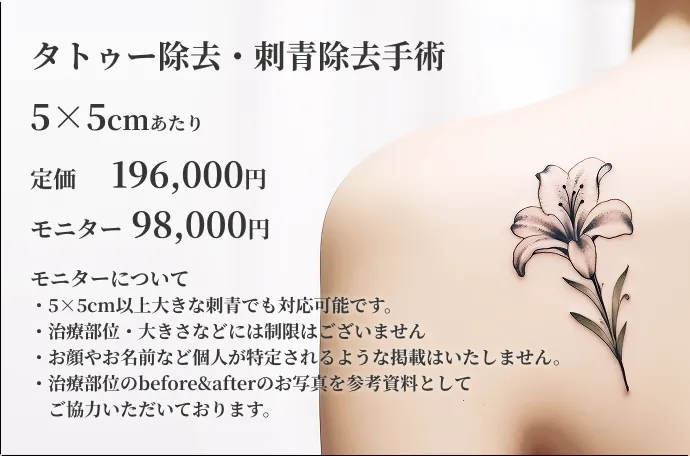 タトゥー除去・刺青除去手術
5×5cmあたり
定価 196,000円
モニター 98,000円
モニターについて
・5×5cm以上大きな刺青でも対応可能です。
・治療部位・大きさなどには制限はございません
・お顔やお名前など個人が特定されるような掲載はいたしません。
・治療部位のbefore&afterのお写真を参考資料として
ご協力いただいております。